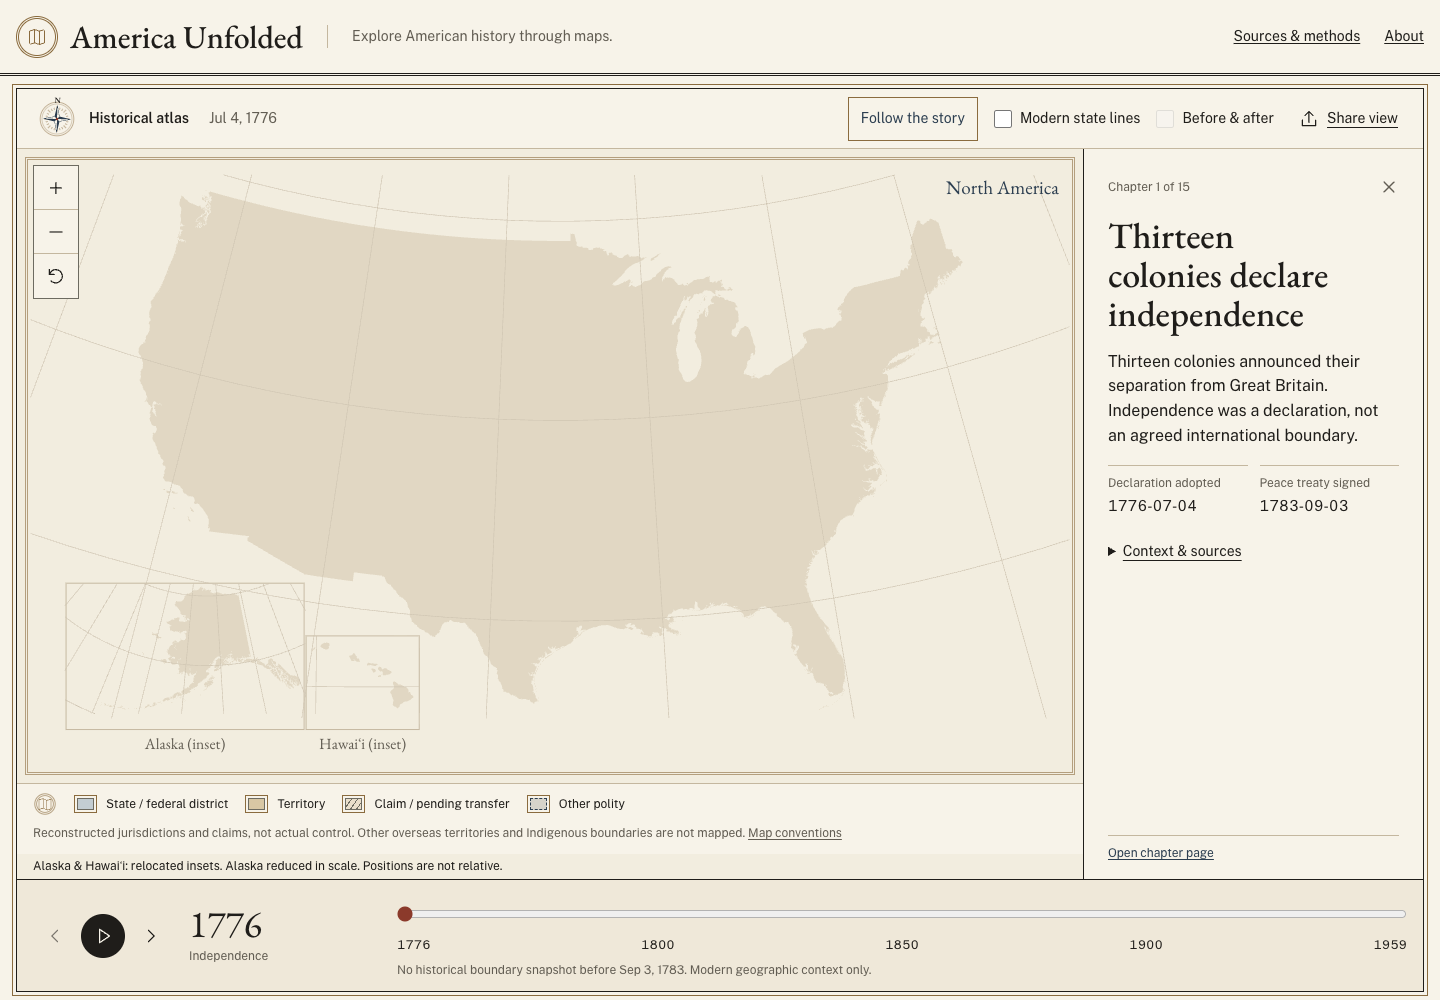 America Unfolded
Explore American history through maps.
Sources & methods
About
N
Historical atlas
Jul 4, 1776
Follow the story
Modern state lines
Before & after
Share view
North America
Alaska (inset)
Hawaiʻi (inset)
State / federal district
Territory
Claim / pending transfer
Other polity
Reconstructed jurisdictions and claims, not actual control. Other overseas territories and Indigenous boundaries are not mapped. Map conventions
Alaska & Hawaiʻi: relocated insets. Alaska reduced in scale. Positions are not relative.
Chapter 1 of 15
Thirteen
colonies declare
independence
Thirteen colonies announced their
separation from Great Britain.
Independence was a declaration, not
an agreed international boundary.
Declaration adopted
1776-07-04
Peace treaty signed
1783-09-03
Context & sources
Open chapter page
1776
Independence
1776
1800
1850
1900
1959
No historical boundary snapshot before Sep 3, 1783. Modern geographic context only.